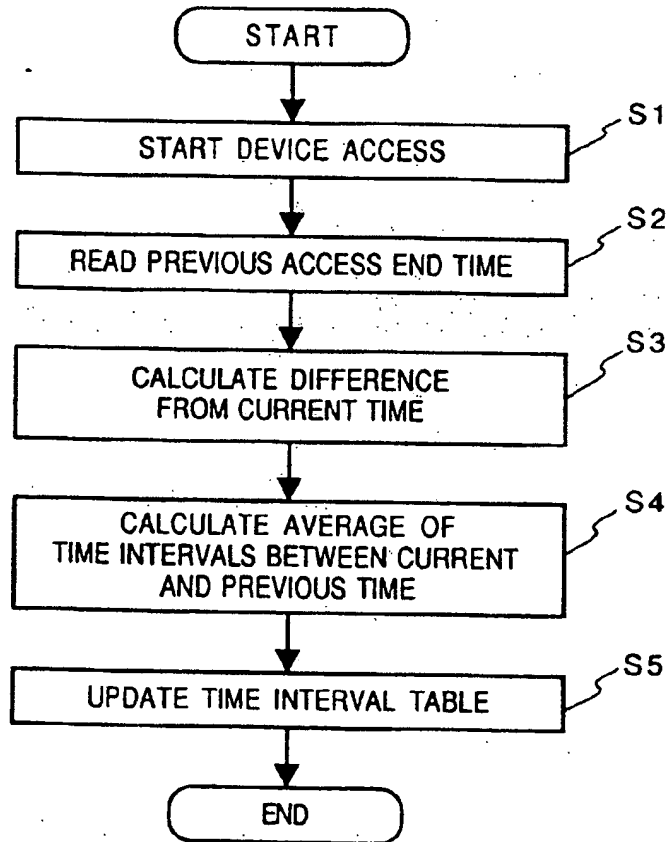 START
S1
START DEVICE ACCESS
S2
READ PREVIOUS ACCESS END TIME
S3
CALCULATE DIFFERENCE
FROM CURRENT TIME
S4
CALCULATE AVERAGE OF
TIME INTERVALS BETWEEN CURRENT
AND PREVIOUS TIME
S5
UPDATE TIME INTERVAL TABLE
END